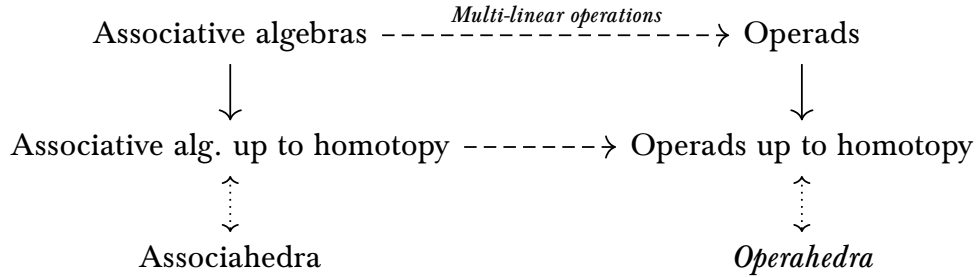 Multi-linear operations
Associative algebras Operads
Associative alg. up to homotopy Operads up to homotopy
Associahedra Operahedra